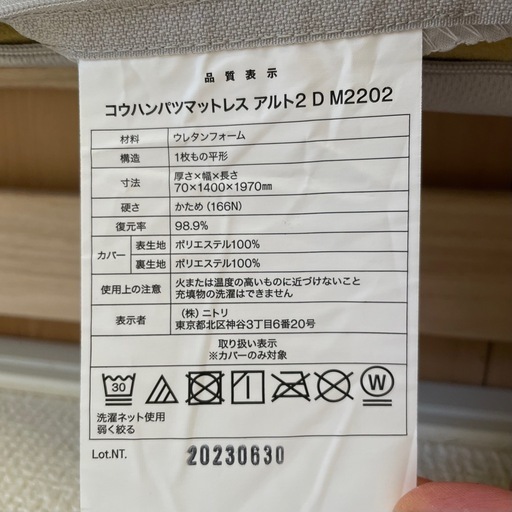 品質表示
コウハンパツマットレス アルト2 D M2202
材料 ウレタンフォーム
構造 1枚もの平形
寸法 厚さ×幅×長さ
70×1400×1970mm
硬さ かため(166N)
復元率 98.9%
カバー 表生地 ポリエステル100%
裏生地 ポリエステル100%
使用上の注意 火または温度の高いものに近づけないこと
充填物の洗濯はできません
表示者 (株)ニトリ
東京都北区神谷3丁目6番20号
取り扱い表示
※カバーのみ対象
30 W
洗濯ネット使用
弱く絞る
Lot.NT. 20230630